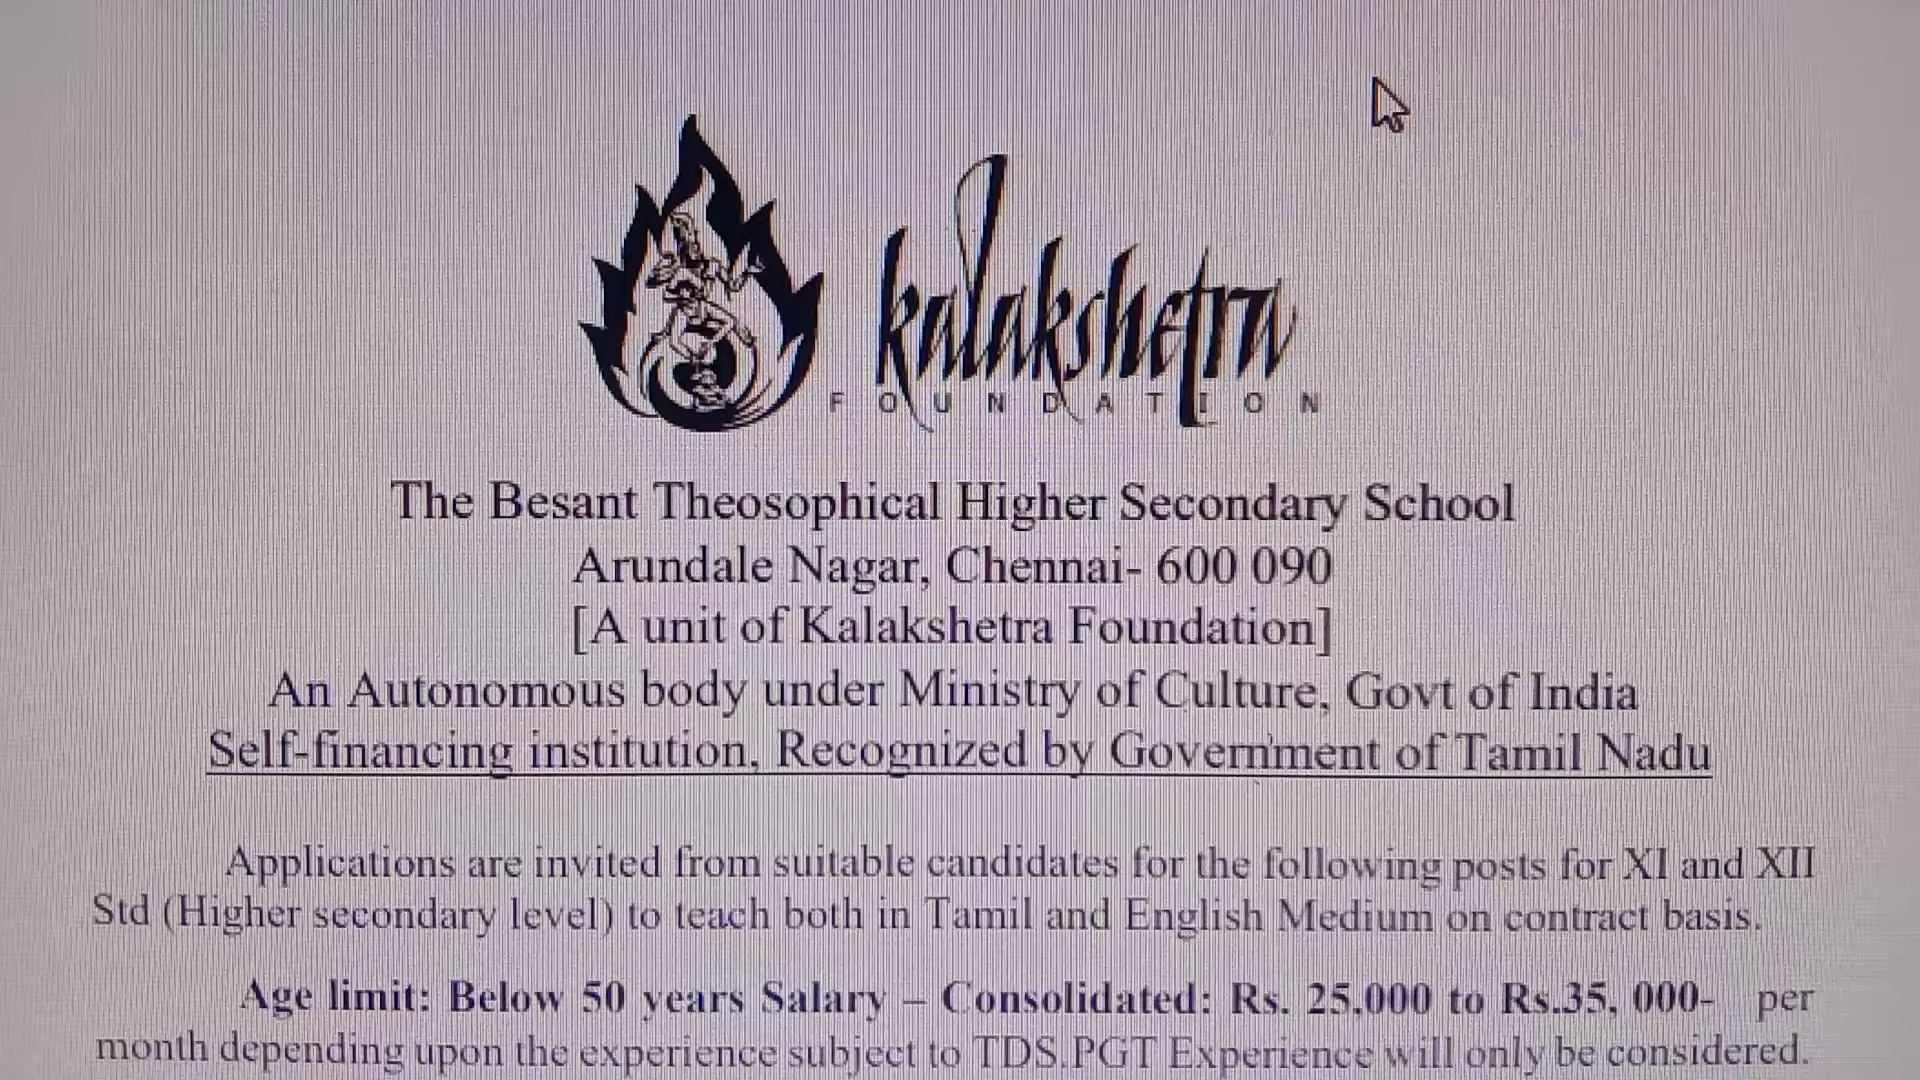 kalakshetra
FOUNDATION
The Besant Theosophical Higher Secondary School
Arundale Nagar, Chennai- 600 090
[A unit of Kalakshetra Foundation]
An Autonomous body under Ministry of Culture, Govt of India
Self-financing institution, Recognized by Government of Tamil Nadu
Applications are invited from suitable candidates for the following posts for XI and XII
Std (Higher secondary level) to teach both in Tamil and English Medium on contract basis.
Age limit: Below 50 years Salary – Consolidated: Rs. 25,000 to Rs.35, 000- per
month depending upon the experience subject to TDS.PGT Experience will only be considered.